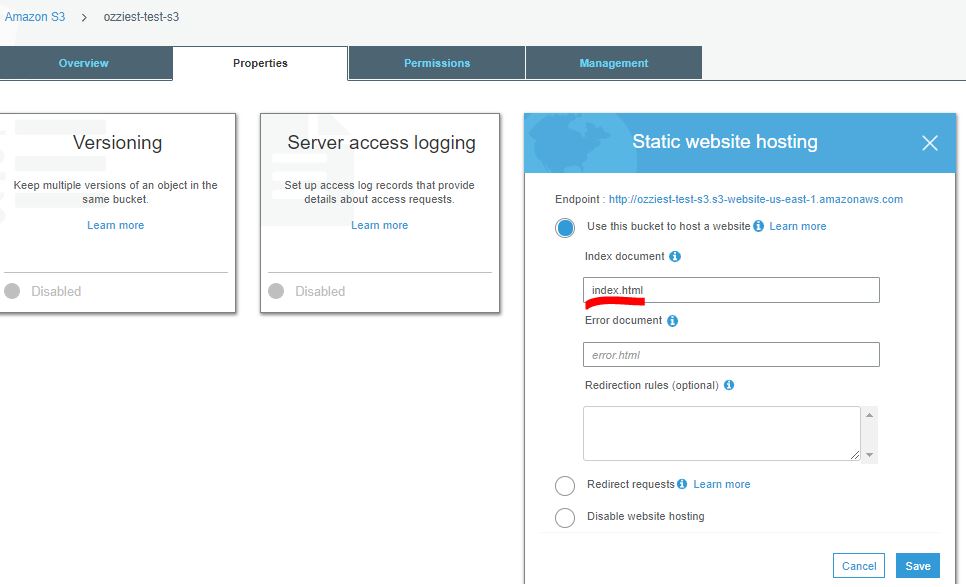 Amazon S3 > ozziest-test-s3
Overview
Properties
Permissions
Management
Versioning
Keep multiple versions of an object in the
same bucket.
Learn more
Disabled
Server access logging
Set up access log records that provide
details about access requests.
Learn more
Disabled
Static website hosting
Endpoint : http://ozziest-test-s3.s3-website-us-east-1.amazonaws.com
Use this bucket to host a website Learn more
Index document
index.html
Error document
error.html
Redirection rules (optional)
Redirect requests Learn more
Disable website hosting
Cancel
Save